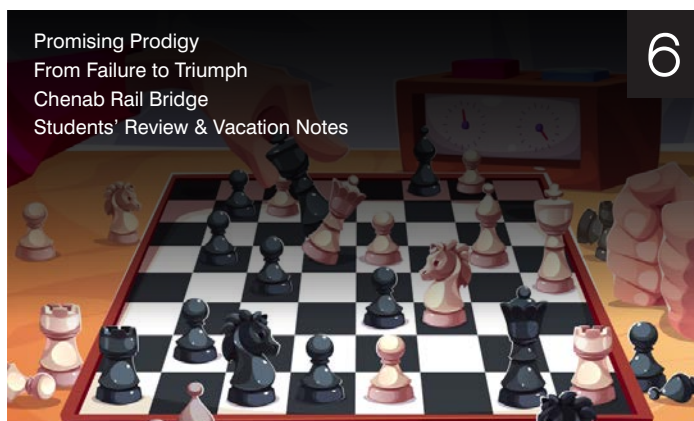 Promising Prodigy
From Failure to Triumph
Chenab Rail Bridge
Students’ Review & Vacation Notes
6